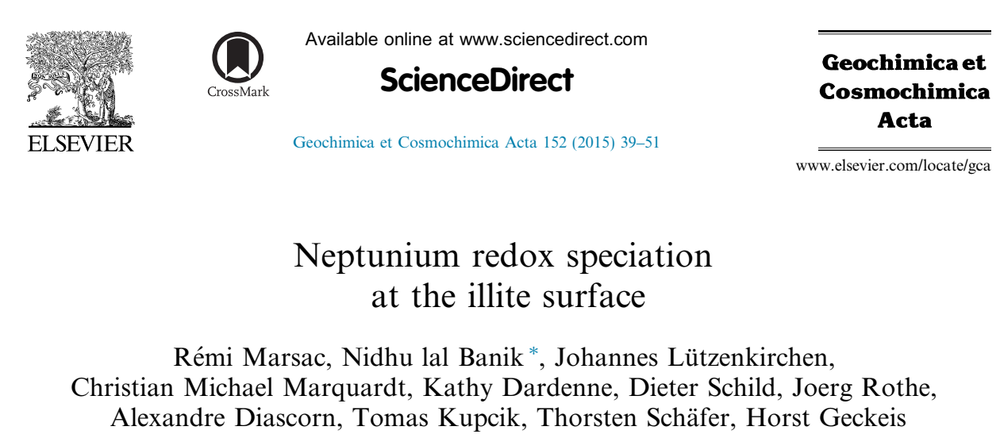 Available online at www.sciencedirect.com
CrossMark
ScienceDirect
ELSEVIER
Geochimica et Cosmochimica Acta 152 (2015) 39–51
Geochimica et
Cosmochimica
Acta
www.elsevier.com/locate/gca
Neptunium redox speciation
at the illite surface
Rémi Marsac, Nidhu lal Banik *, Johannes Lützenkirchen,
Christian Michael Marquardt, Kathy Dardenne, Dieter Schild, Joerg Rothe,
Alexandre Diascorn, Tomas Kupcik, Thorsten Schäfer, Horst Geckeis